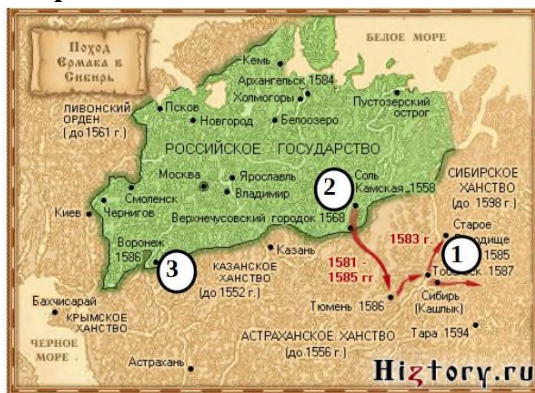 Поход
Ермака в
Сибирь
БЕЛОЕ МОРЕ
Кемь
Архангельск 1584
Холмогоры
Пустозерский
острог
ЛИВОНСКИЙ
ОРДЕН
(до 1561 г.)
Псков
Новгород
Белоозеро
РОССИЙСКОЕ ГОСУДАРСТВО
Москва
Ярославль
Владимир
2
Соль
Камская 1558
СИБИРСКОЕ
ХАНСТВО
(до 1598 г.)
Смоленск
Киев
Чернигов
Верхнечусовский городок 1568
Старое
1585
1583 г.
1
Воронеж
1586
3
Казань
КАЗАНСКОЕ
ХАНСТВО
(до 1552 г.)
1581 -
1585 гг.
1587
Тюмень 1586
Сибирь
(Кашлык)
Бахчисарай
КРЫМСКОЕ
ХАНСТВО
Тара 1594
АСТРАХАНСКОЕ ХАНСТВО
(до 1556 г.)
ЧЕРНОЕ
МОРЕ
Астрахань
Hiztory.ru